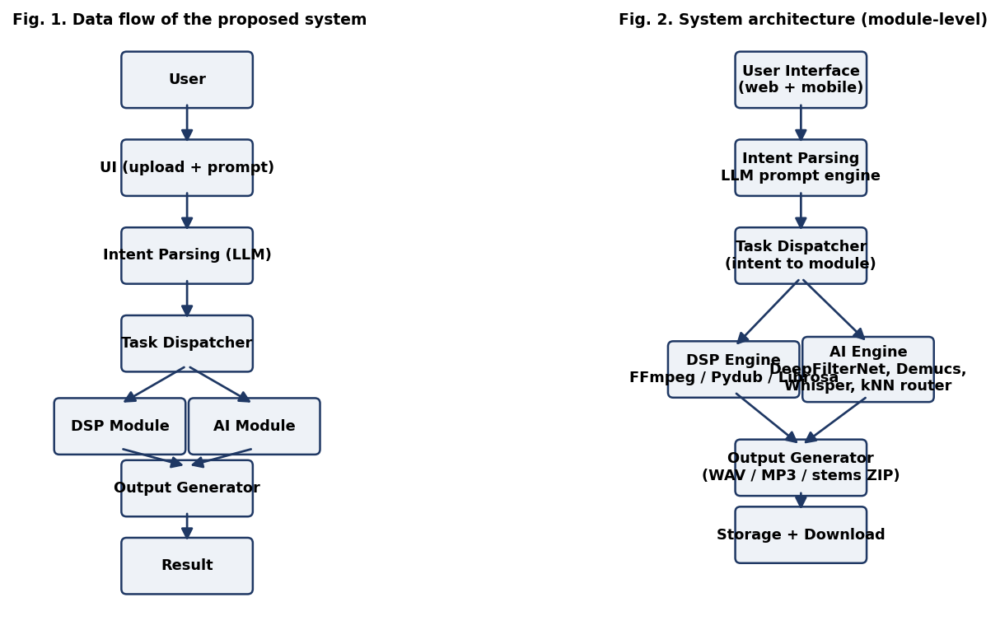 Fig. 1. Data flow of the proposed system
User
UI (upload + prompt)
Intent Parsing (LLM)
Task Dispatcher
DSP Module
AI Module
Output Generator
Result
Fig. 2. System architecture (module-level)
User Interface
(web + mobile)
Intent Parsing
LLM prompt engine
Task Dispatcher
(intent to module)
DSP Engine
FFmpeg / Pydub / Librosa
AI Engine
DeepFilterNet, Demucs,
Whisper, kNN router
Output Generator
(WAV / MP3 / stems ZIP)
Storage + Download